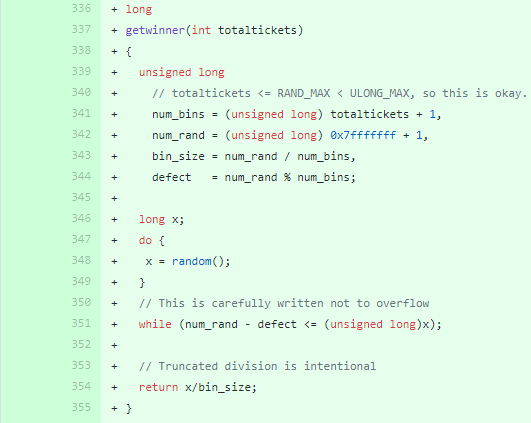 336 + long
337 + getwinner(int totaltickets)
338 + {
339 +   unsigned long
340 +     // totaltickets <= RAND_MAX < ULONG_MAX, so this is okay.
341 +     num_bins = (unsigned long) totaltickets + 1,
342 +     num_rand = (unsigned long) 0x7fffffff + 1,
343 +     bin_size = num_rand / num_bins,
344 +     defect   = num_rand % num_bins;
345 +
346 +   long x;
347 +   do {
348 +    x = random();
349 +   }
350 +   // This is carefully written not to overflow
351 +   while (num_rand - defect <= (unsigned long)x);
352 +
353 +   // Truncated division is intentional
354 +   return x/bin_size;
355 + }